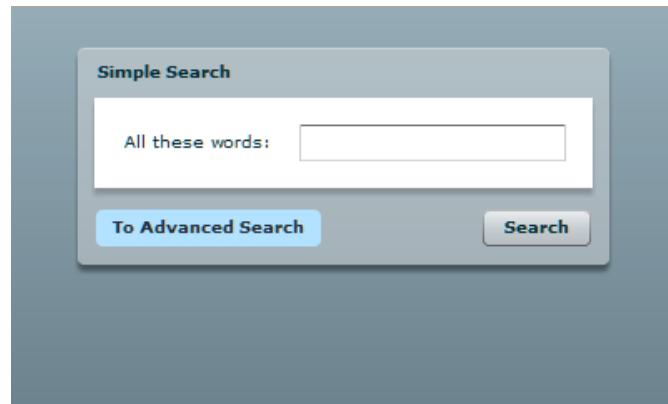 Simple Search
All these words:
To Advanced Search
Search